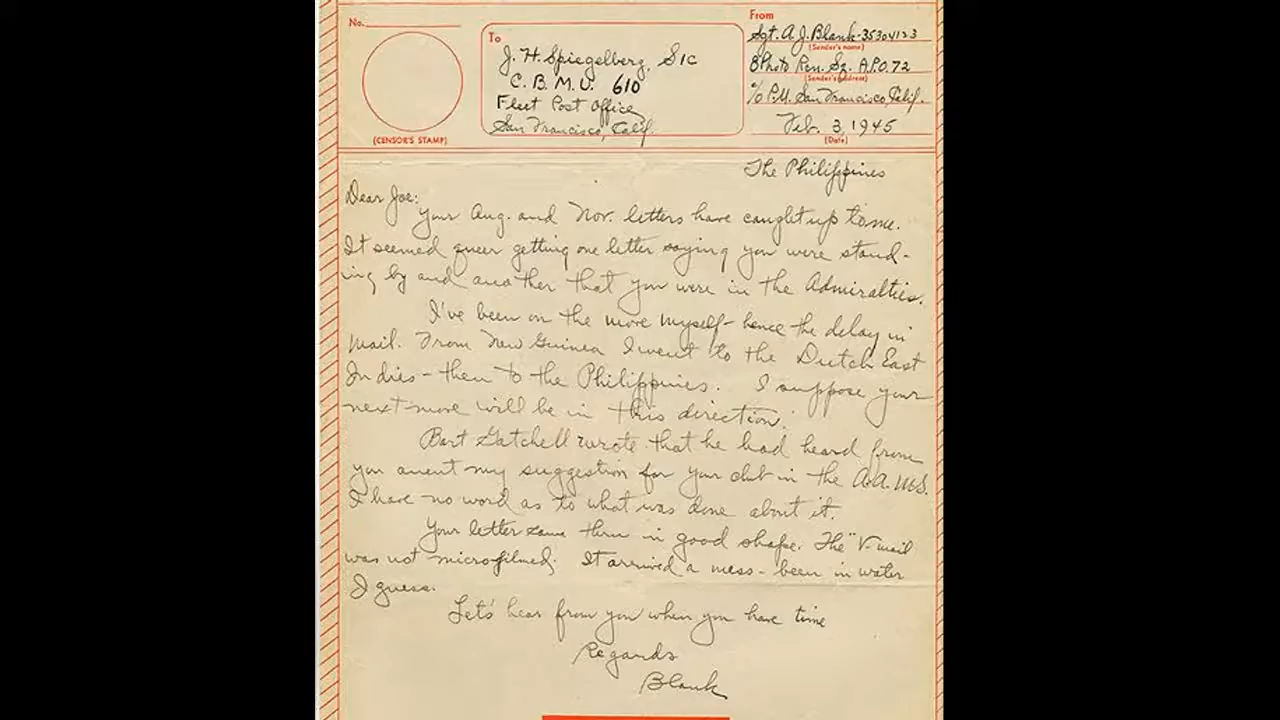 No.
(CENSOR'S STAMP)
To
J. H. Spiegelberg, S1C
C. B. M. U. 610
Fleet Post Office
San Francisco, Calif.
From
Sgt. A. J. Blank-35304123
(Sender's name)
8 Photo Ren. Sq. A.P.O. 72
(Sender's address)
c/o P.M. San Francisco, Calif.
Feb. 3, 1945
(Date)
The Philippines
Dear Joe:
Your Aug. and Nov. letters have caught up to me.
It seemed queer getting one letter saying you were stand-
ing by and another that you were in the Admiralties.
I've been on the move myself - hence the delay in
mail. From New Guinea I went to the Dutch East
Indies - then to the Philippines. I suppose your
next move will be in this direction.
Bart Gatchell wrote that he had heard from
you anent my suggestion for your club in the A.A.M.S.
I have no word as to what was done about it.
Your letter came thru in good shape. The "V-mail
was not microfilmed. It arrived a mess - been in water
I guess.
Let's hear from you when you have time
Regards
Blank